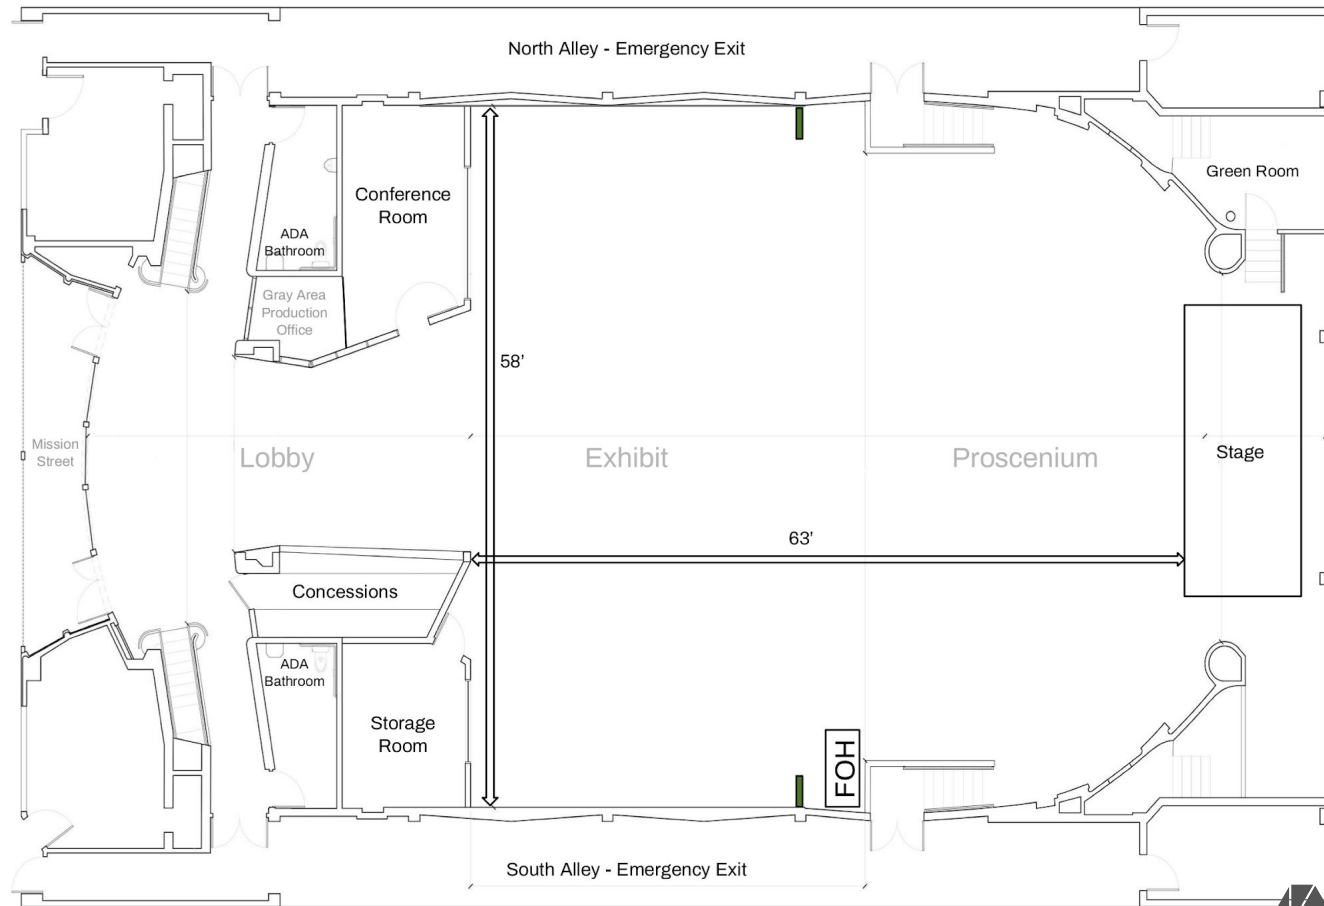 North Alley - Emergency Exit
Conference
Room
Green Room
ADA
Bathroom
Gray Area
Production
Office
58'
Mission
Street
Lobby
Exhibit
Proscenium
Stage
63'
Concessions
ADA
Bathroom
Storage
Room
FOH
South Alley - Emergency Exit